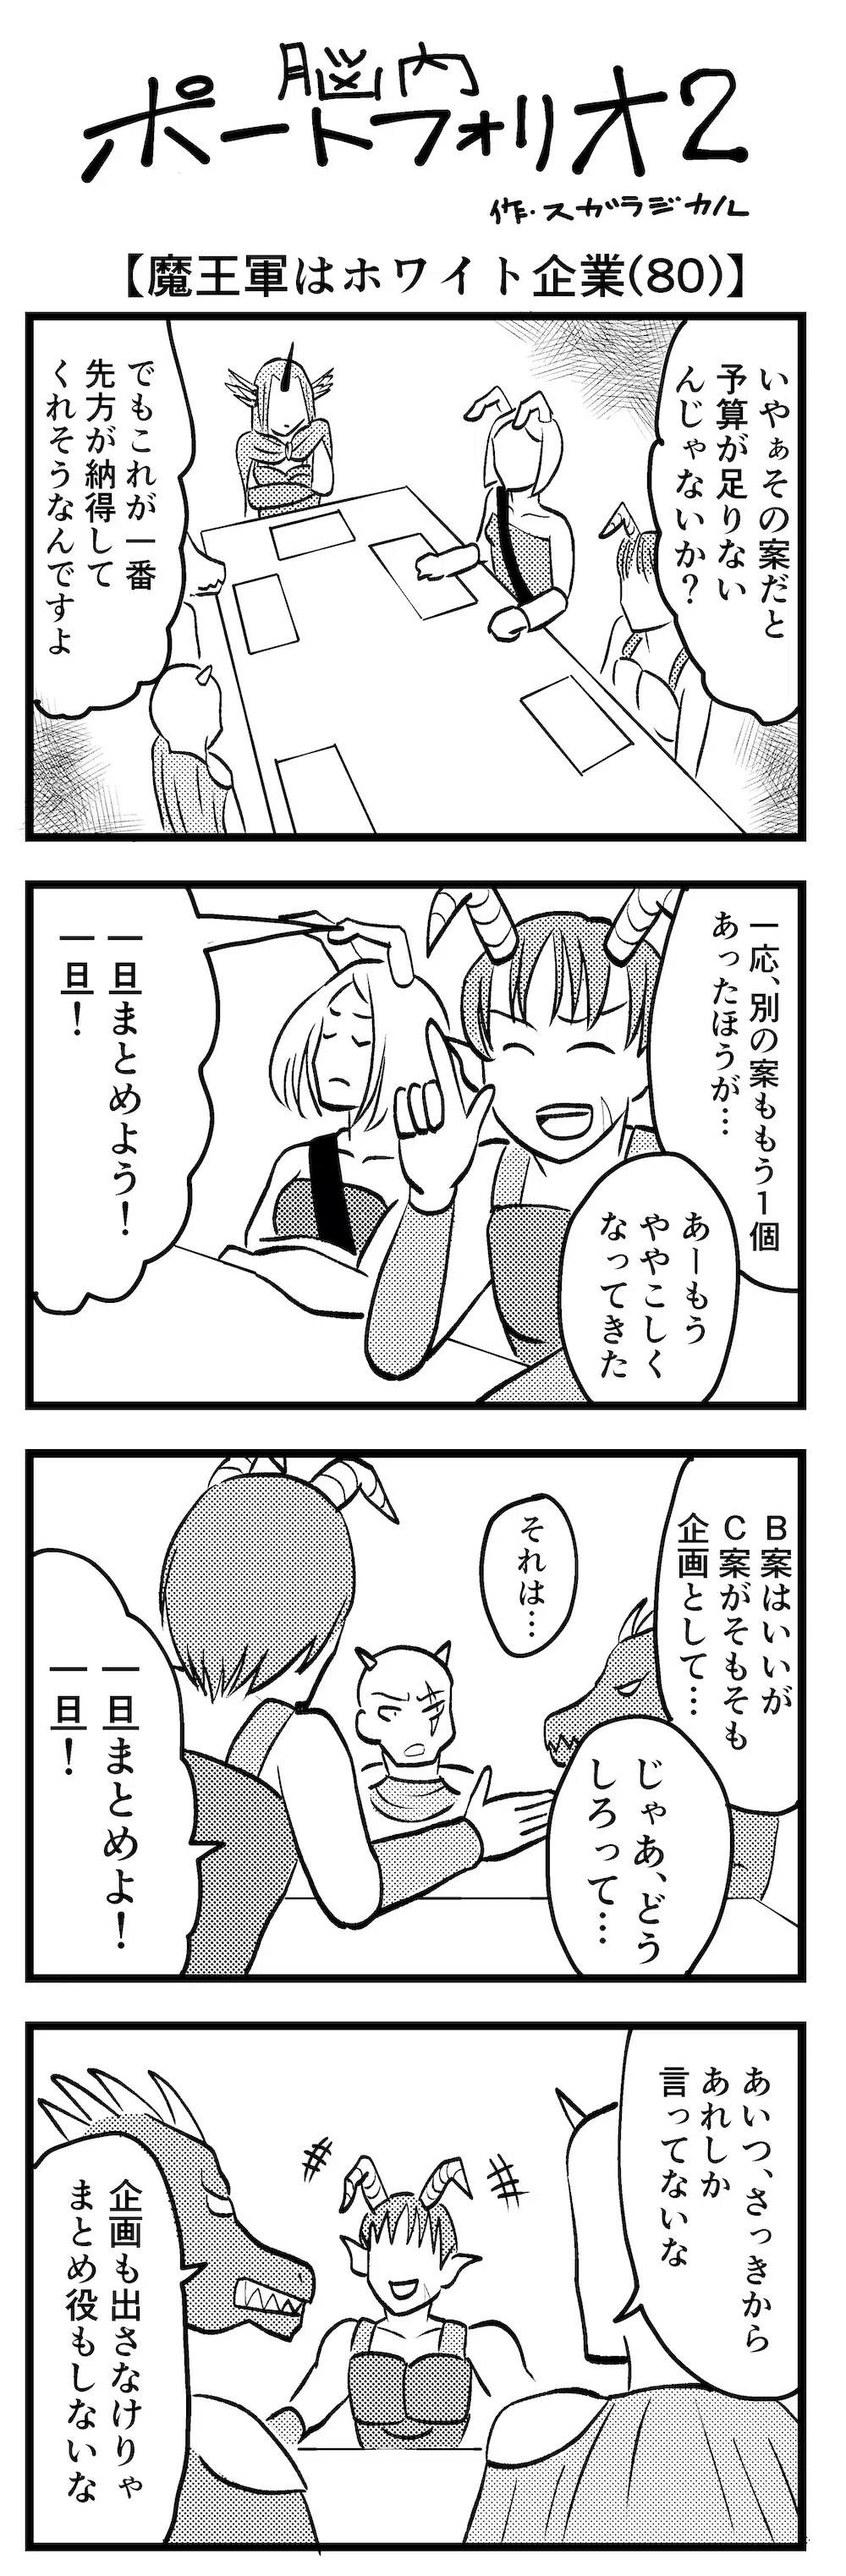 脳内
ポートフォリオ2
作・スガラジカル
【魔王軍はホワイト企業(80)】
いやぁその案だと
予算が足りない
んじゃないか?
でもこれが一番
先方が納得して
くれそうなんですよ
一応、別の案ももう1個
あったほうが…
あーもう
ややこしく
なってきた
一旦まとめよう!
一旦!
B案はいいが
C案がそもそも
企画として…
それは…
じゃあ、どう
しろって…
一旦まとめよ!
一旦!
あいつ、さっきから
あれしか
言ってないな
企画も出さなけりゃ
まとめ役もしないな